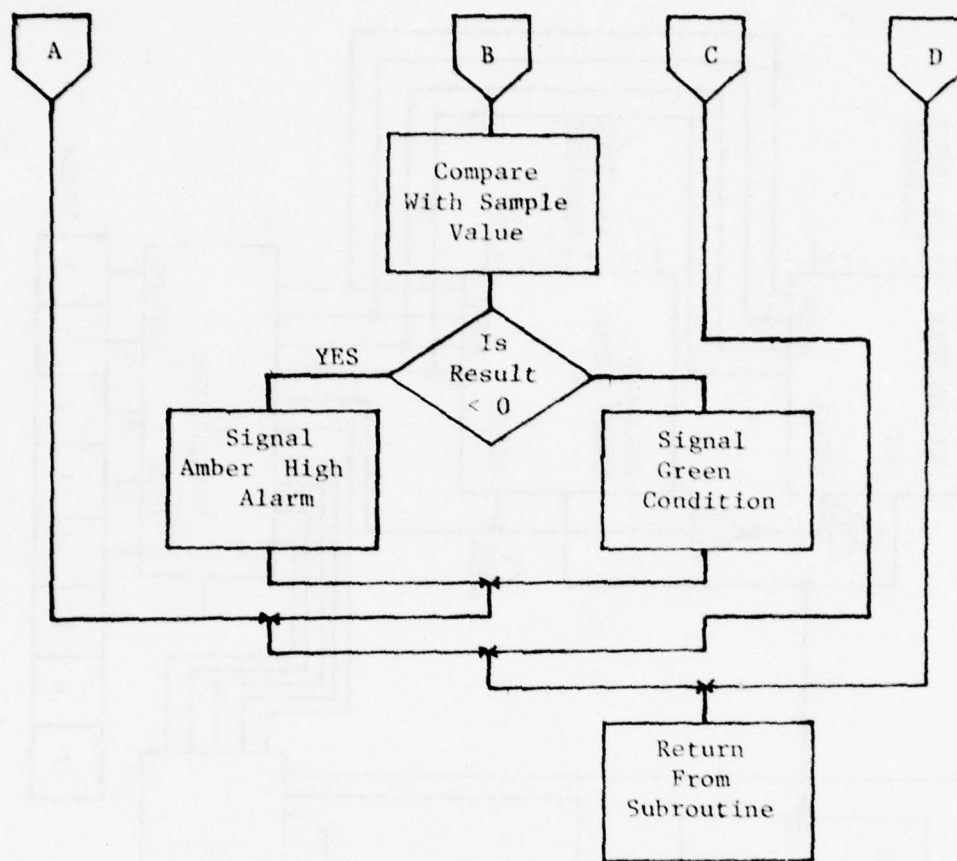 A
B
C
D
Compare
With Sample
Value
Is
Result
< 0
YES
Signal
Amber High
Alarm
Signal
Green
Condition
Return
From
Subroutine